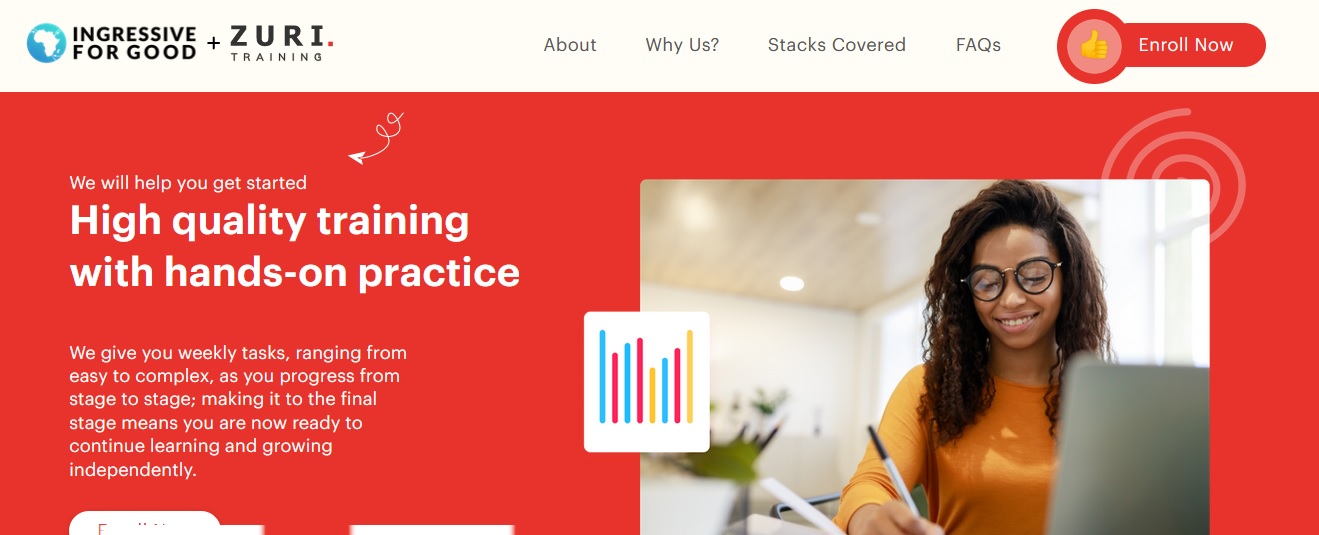 INGRESSIVE
FOR GOOD
+
ZURI.
TRAINING
About
Why Us?
Stacks Covered
FAQs
Enroll Now
We will help you get started
High quality training
with hands-on practice
We give you weekly tasks, ranging from
easy to complex, as you progress from
stage to stage; making it to the final
stage means you are now ready to
continue learning and growing
independently.